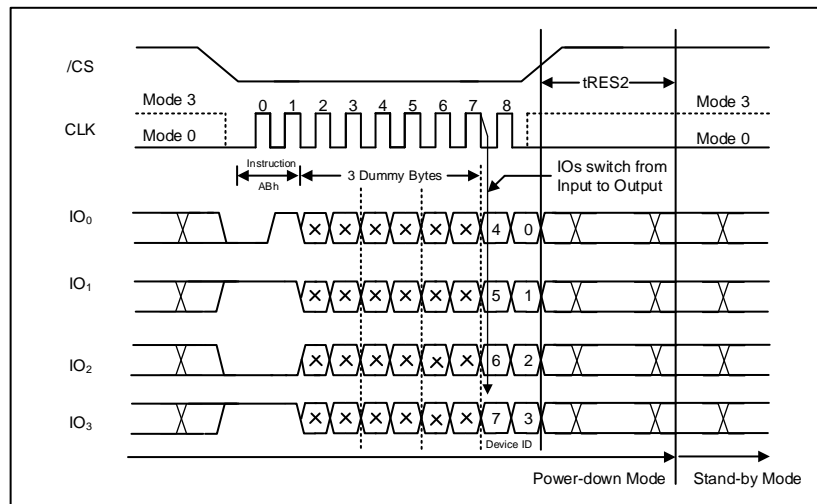 /CS
tRES2
Mode 3
0 1 2 3 4 5 6 7 8
Mode 3
CLK
Mode 0
Mode 0
Instruction
ABh
3 Dummy Bytes
IOs switch from
Input to Output
IO0
× × × × × × 4 0
IO1
× × × × × × 5 1
IO2
× × × × × × 6 2
IO3
× × × × × × 7 3
Device ID
Power-down Mode
Stand-by Mode